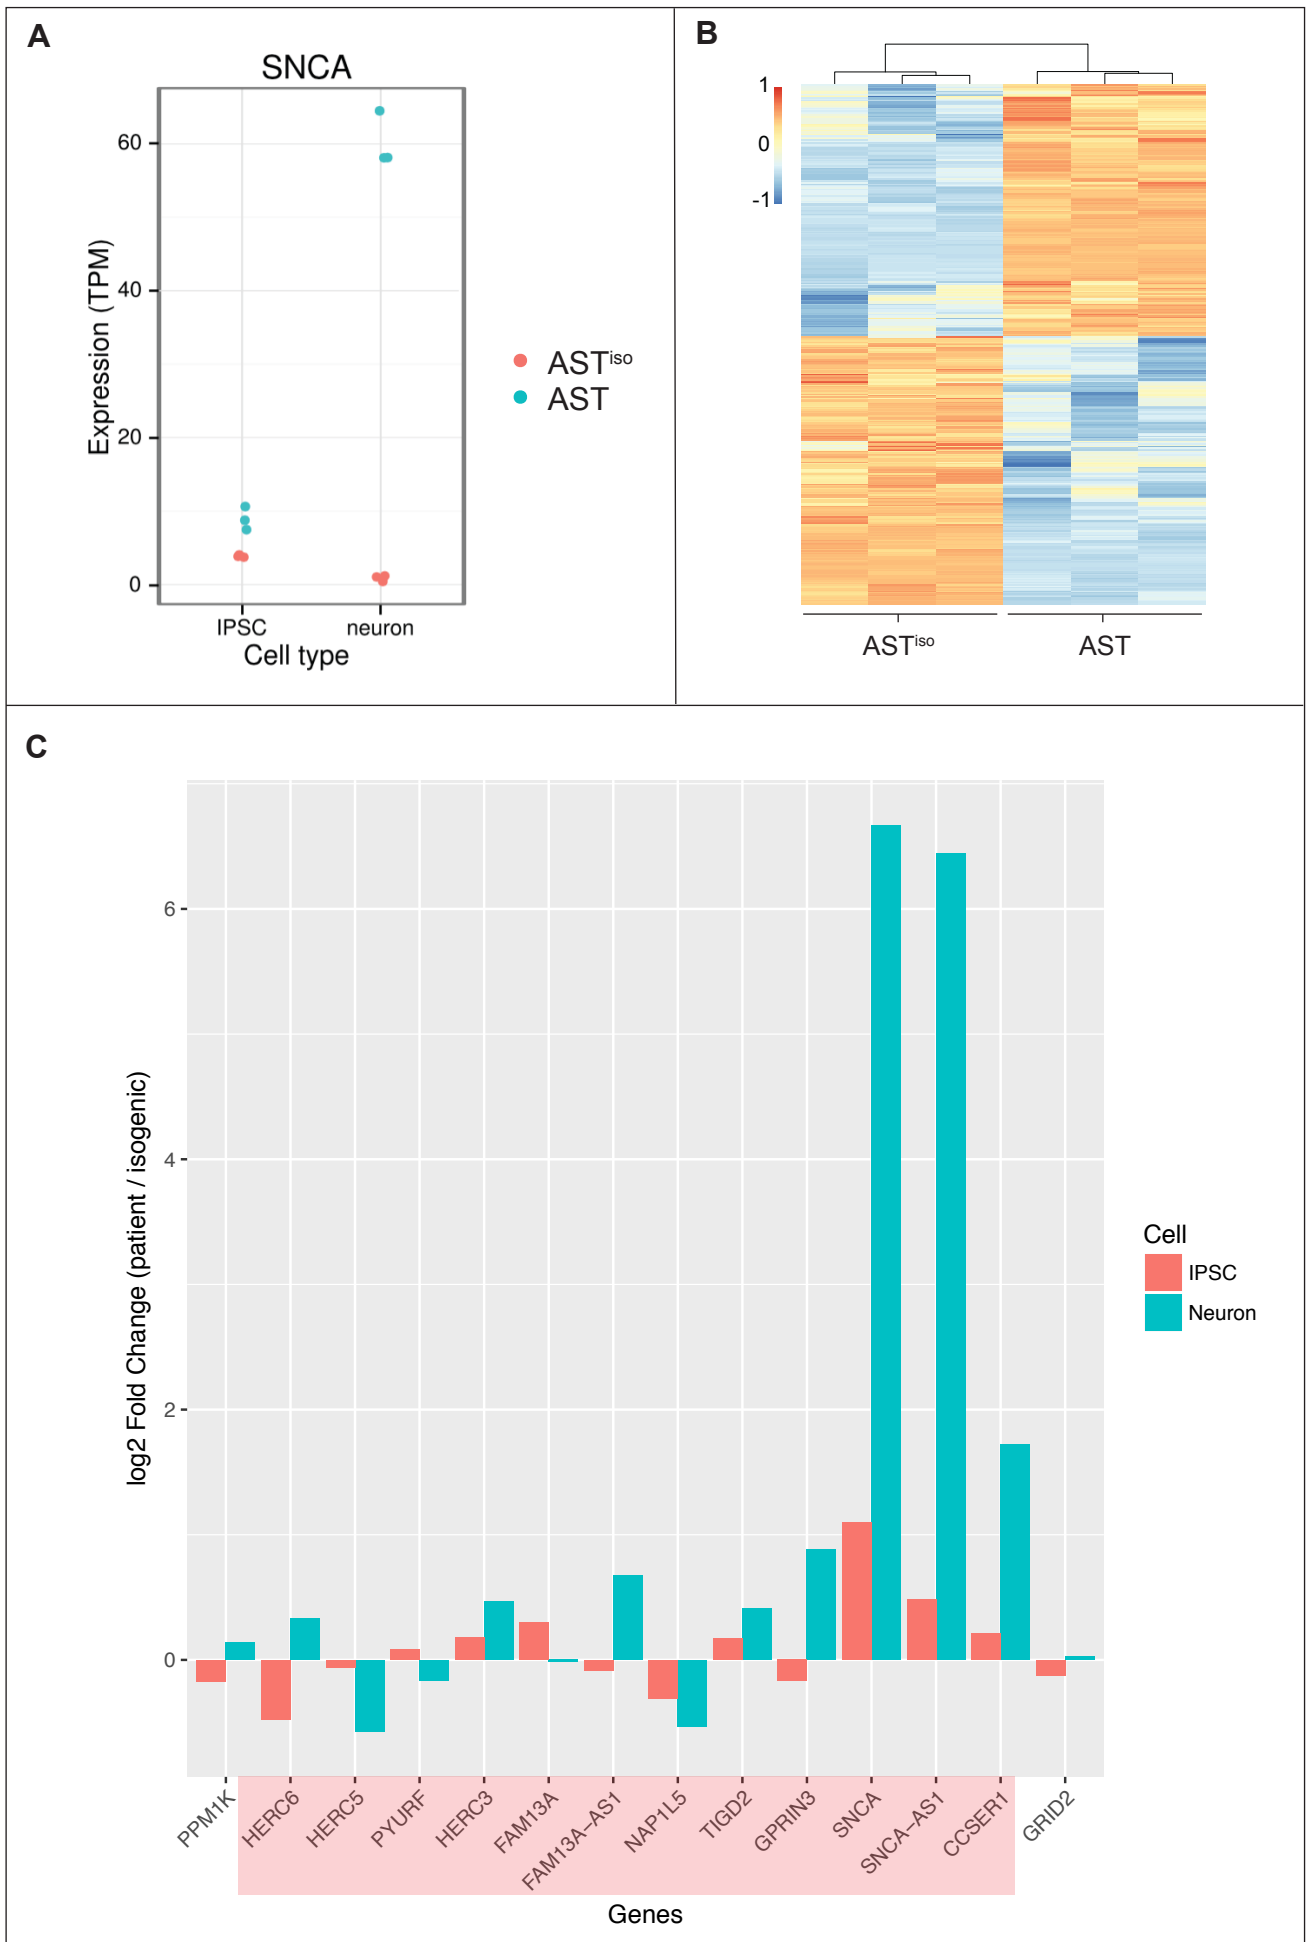 A
SNCA
60
40
20
0
Expression (TPM)
IPSC neuron
Cell type
ASTiso
AST
B
1
0
-1
ASTiso AST
C
6
4
2
0
log2 Fold Change (patient / isogenic)
Cell
IPSC
Neuron
PPM1K
HERC6
HERC5
PYURF
HERC3
FAM13A
FAM13A−AS1
NAP1L5
TIGD2
GPRIN3
SNCA
SNCA−AS1
CCSER1
GRID2
Genes